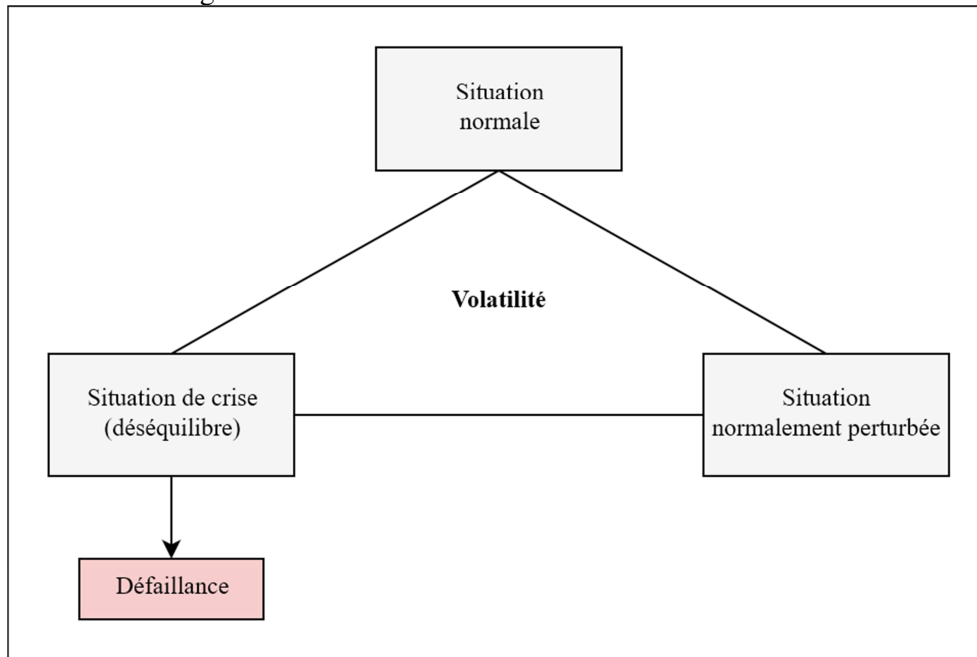 Situation
normale
Volatilité
Situation de crise
(déséquilibre)
Situation
normalement perturbée
Défaillance